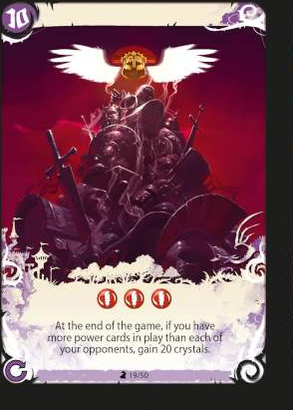 10
At the end of the game, if you have
more power cards in play than each of
your opponents, gain 20 crystals.
19/50